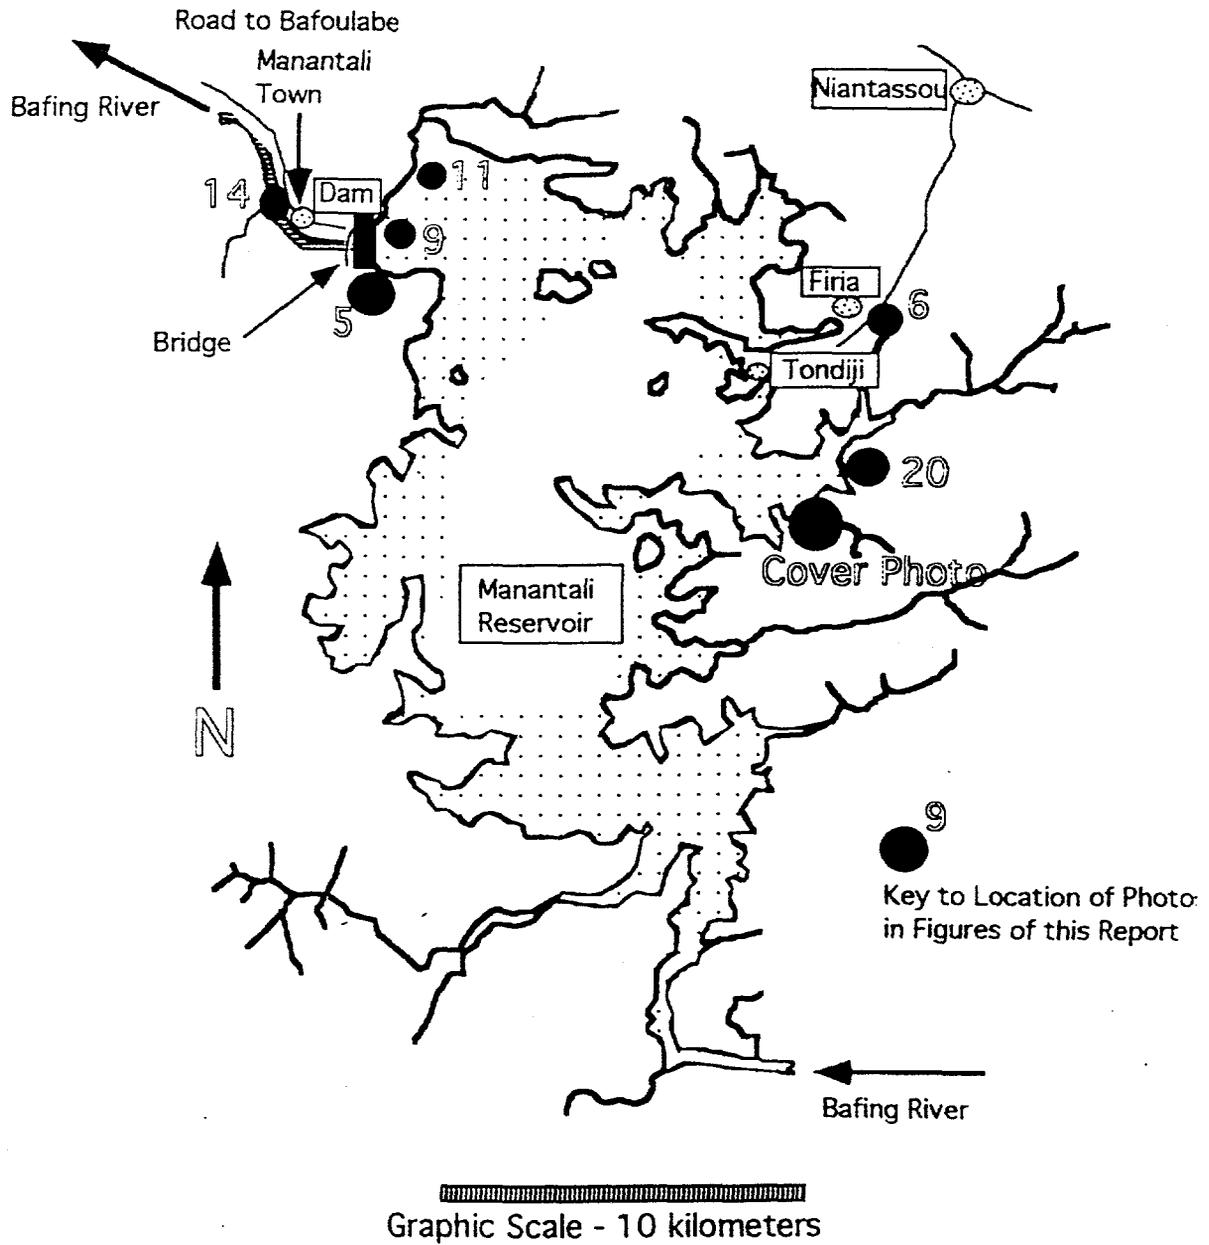 Road to Bafoulabe
Manantali
Town
Bafing River
Niantassou
14
Dam
11
9
Firia
6
5
Bridge
Tondiji
20
Cover Photo
Manantali
Reservoir
N
9
Key to Location of Photo
in Figures of this Report
Bafing River
Graphic Scale - 10 kilometers